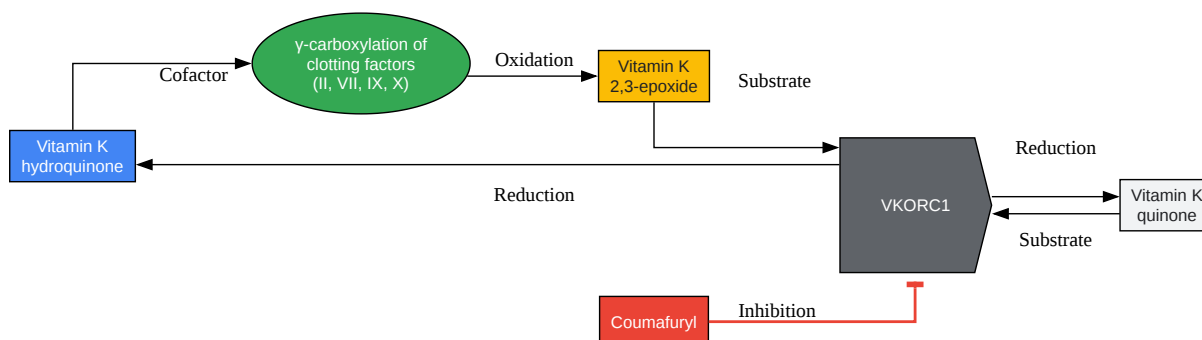 γ-carboxylation of
clotting factors
(II, VII, IX, X)
Cofactor
Oxidation
Vitamin K
2,3-epoxide
Substrate
Vitamin K
hydroquinone
Reduction
VKORC1
Reduction
Vitamin K
quinone
Substrate
Coumafuryl
Inhibition